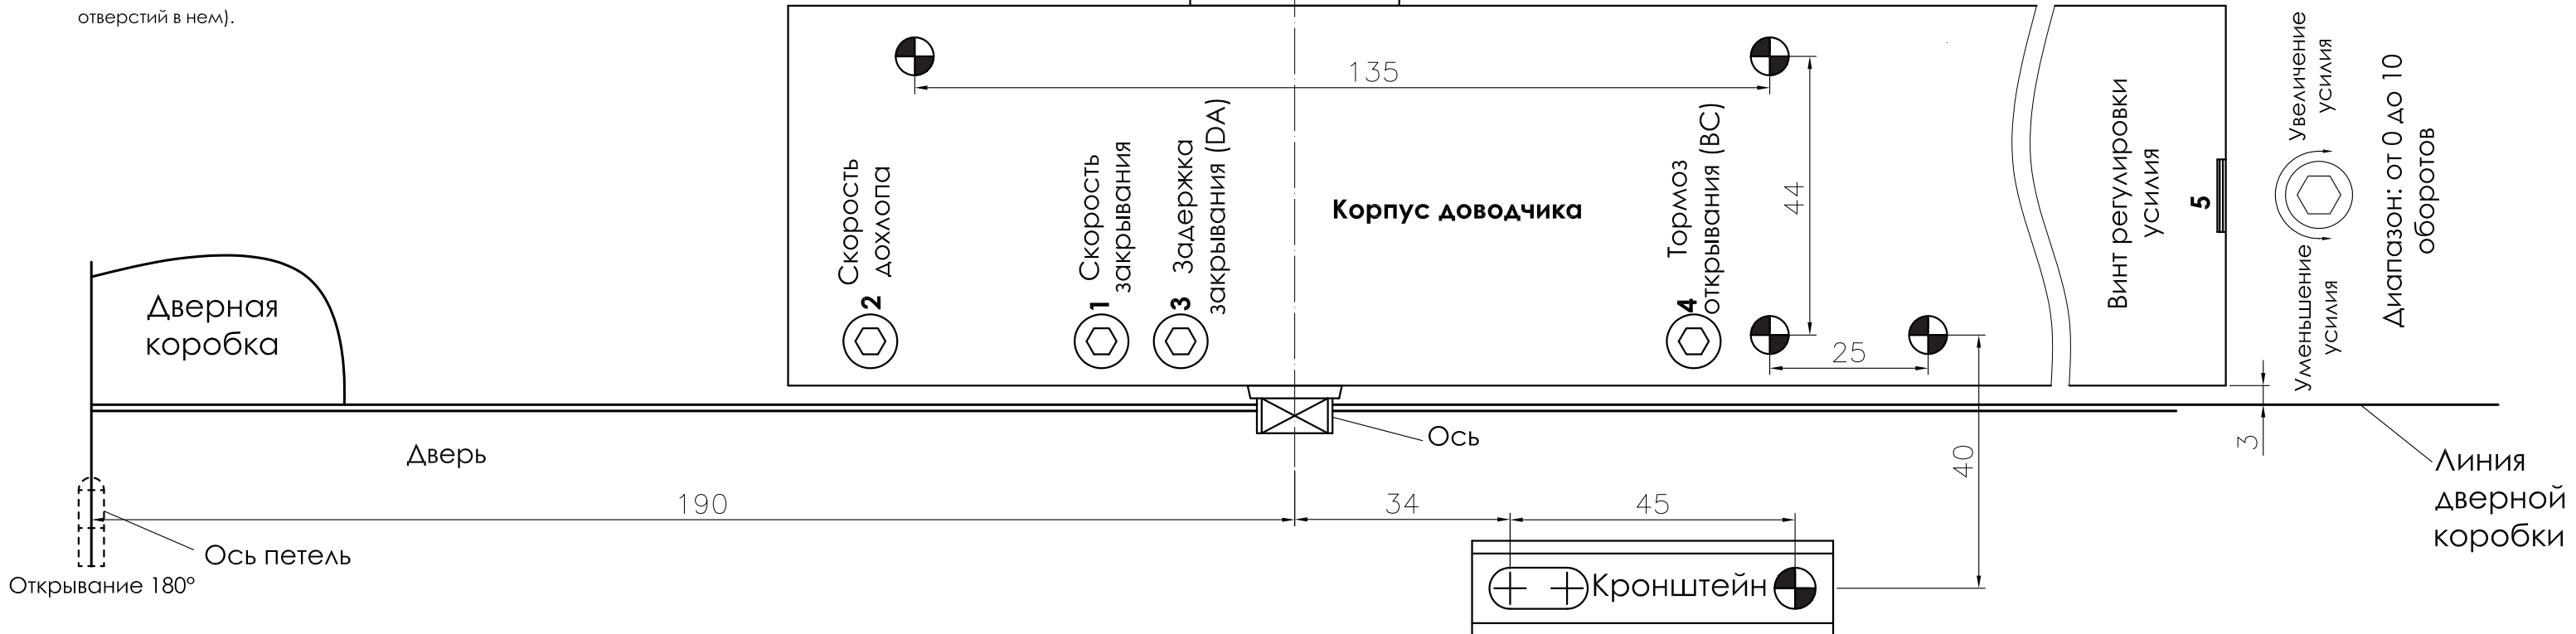 отверстий в нем).
135
Скорость
дохлопа
2
Скорость
закрывания
1
Задержка
закрывания (DA)
3
Корпус доводчика
Тормоз
открывания (BC)
4
44
25
Винт регулировки
усилия
5
Увеличение
усилия
Уменьшение
усилия
Диапазон: от 0 до 10
оборотов
Дверная
коробка
Дверь
Ось
40
3
Линия
дверной
коробки
190
34
45
Ось петель
Открывание 180°
Кронштейн